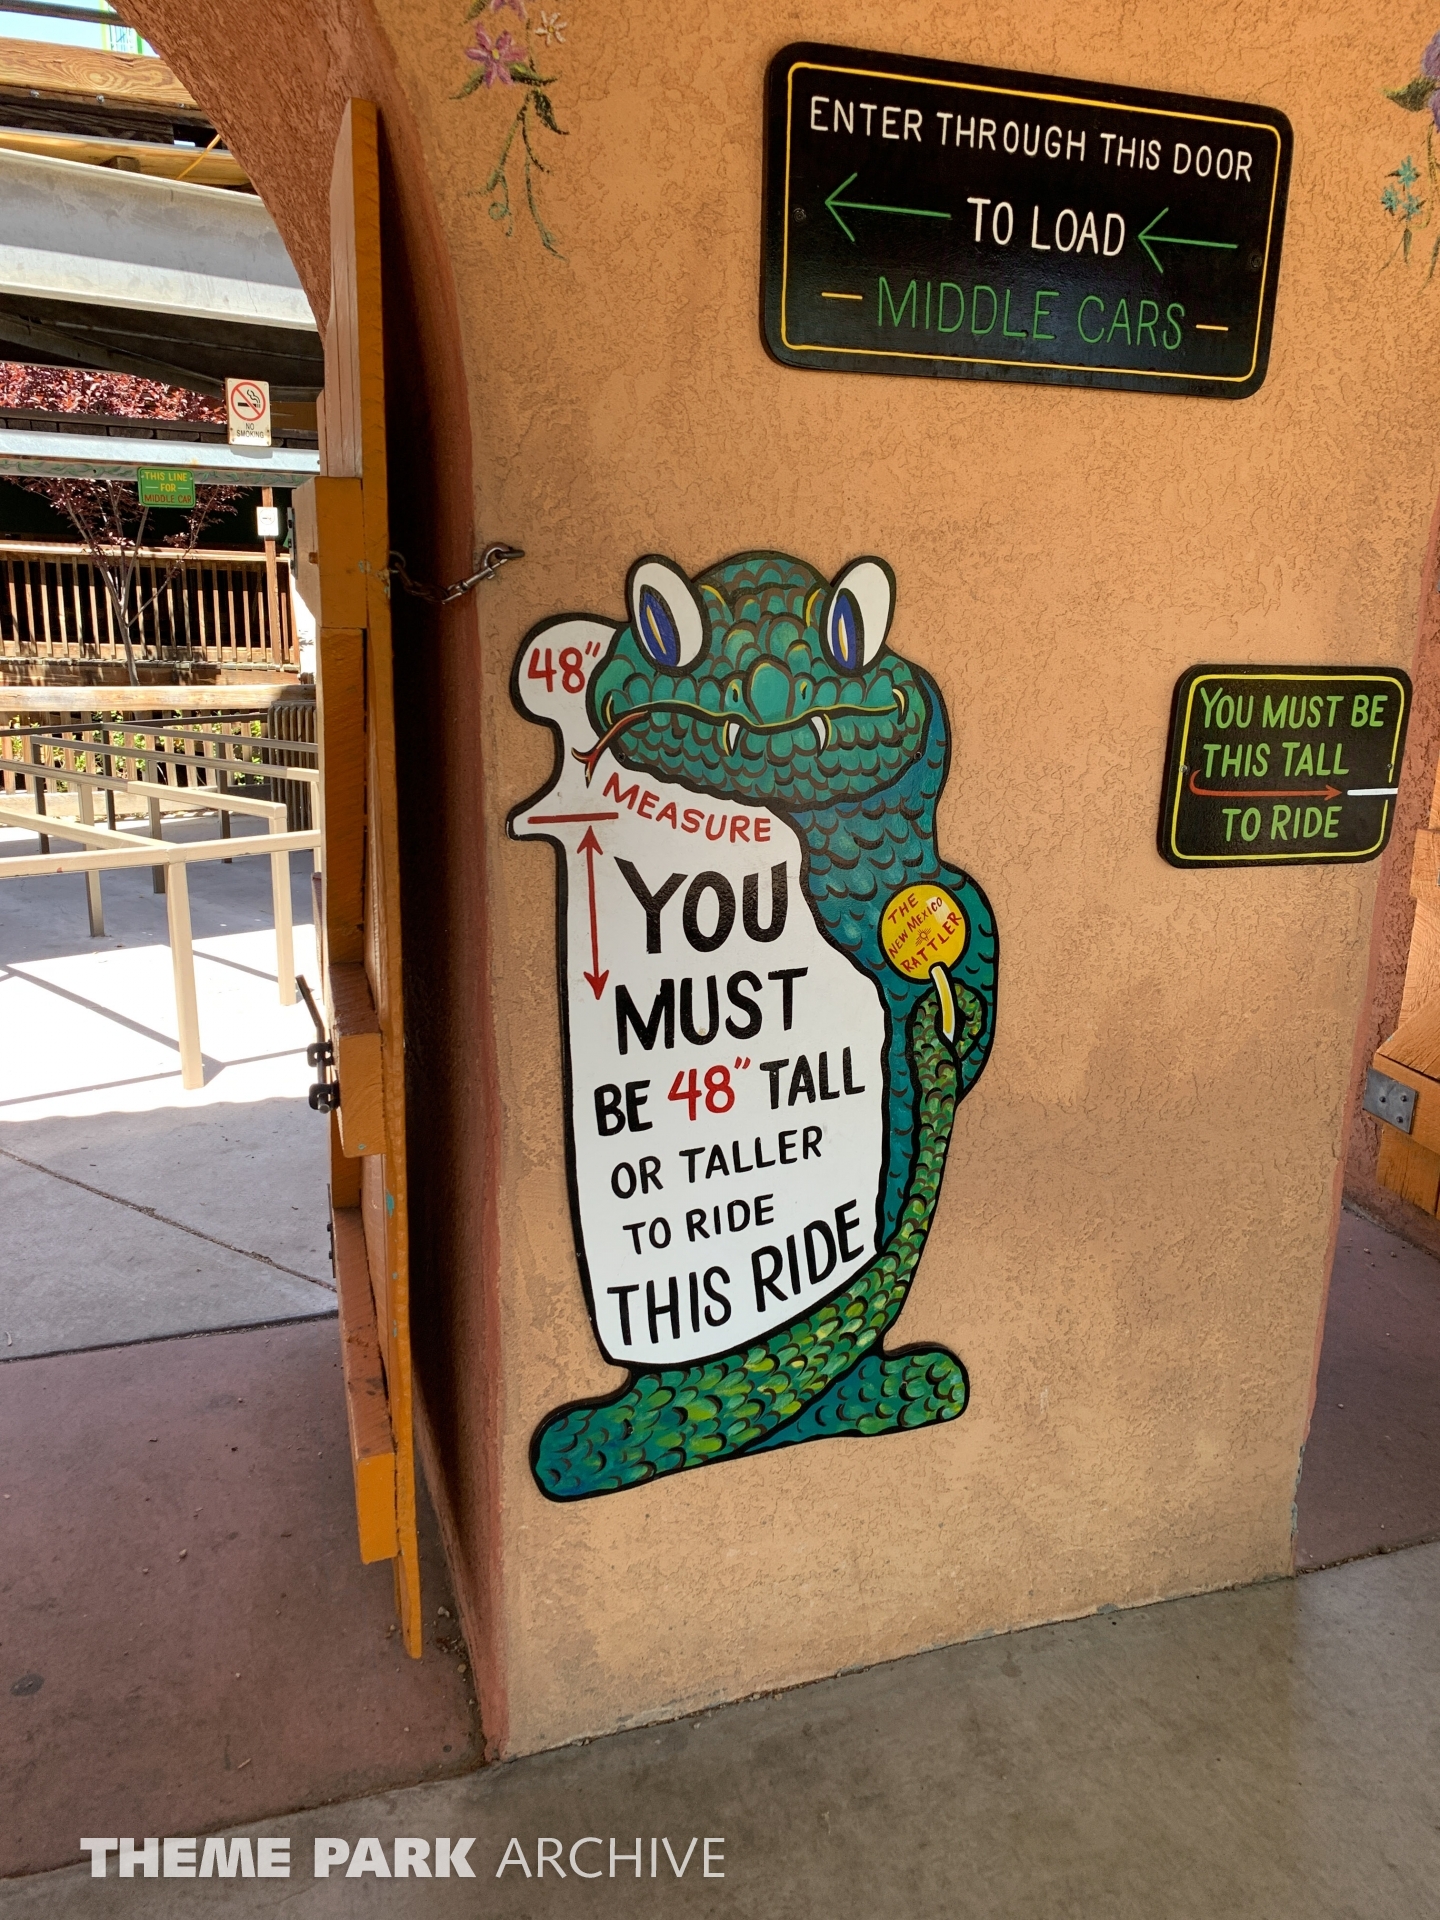 ENTER THROUGH THIS DOOR
TO LOAD
MIDDLE CARS
NO
SMOKING
THIS LINE
FOR
MIDDLE CAR
48"
MEASURE
YOU
MUST
BE 48" TALL
OR TALLER
TO RIDE
THIS RIDE
THE
NEW MEXICO
RATTLER
YOU MUST BE
THIS TALL
TO RIDE
THEME PARK ARCHIVE